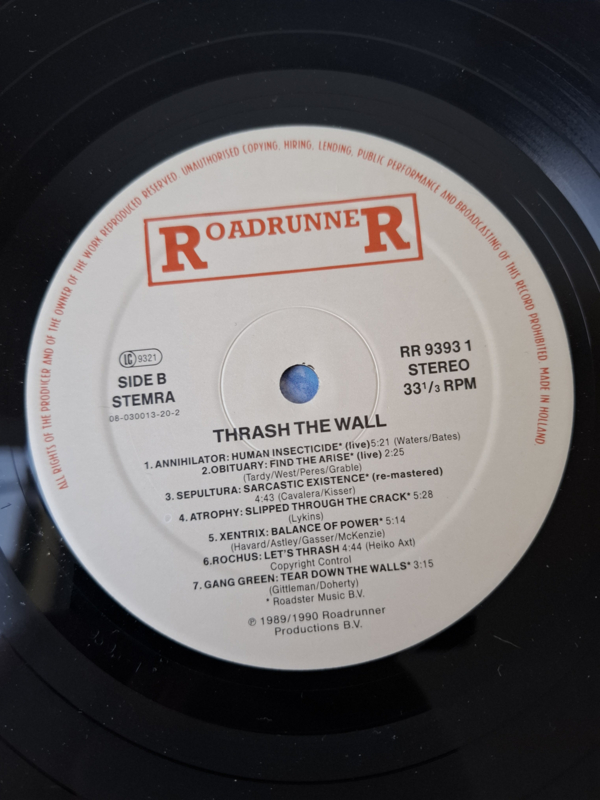 ALL RIGHTS OF THE PRODUCER AND OF THE OWNER OF THE WORK REPRODUCED RESERVED. UNAUTHORISED COPYING, HIRING, LENDING, PUBLIC PERFORMANCE AND BROADCASTING OF THIS RECORD PROHIBITED. MADE IN HOLLAND
ROADRUNNER
LC 9321
SIDE B
STEMRA
08-030013-20-2
RR 9393 1
STEREO
33 1/3 RPM
THRASH THE WALL
1. ANNIHILATOR: HUMAN INSECTICIDE* (live) 5:21 (Waters/Bates)
2. OBITUARY: FIND THE ARISE* (live) 2:25
(Tardy/West/Peres/Grable)
3. SEPULTURA: SARCASTIC EXISTENCE* (re-mastered)
4:43 (Cavalera/Kisser)
4. ATROPHY: SLIPPED THROUGH THE CRACK* 5:28
(Lykins)
5. XENTRIX: BALANCE OF POWER* 5:14
(Havard/Astley/Gasser/McKenzie)
6. ROCHUS: LET'S THRASH 4:44 (Heiko Axt)
Copyright Control
7. GANG GREEN: TEAR DOWN THE WALLS* 3:15
(Gittleman/Doherty)
* Roadster Music B.V.
℗ 1989/1990 Roadrunner
Productions B.V.